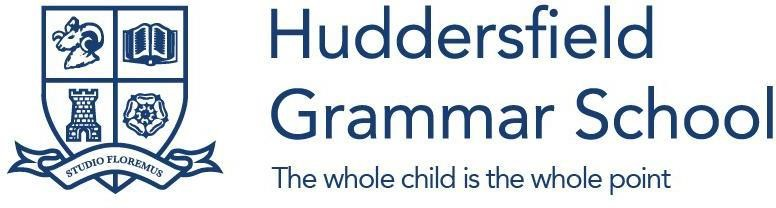 Huddersfield
Grammar School
STUDIO FLOREMUS
The whole child is the whole point